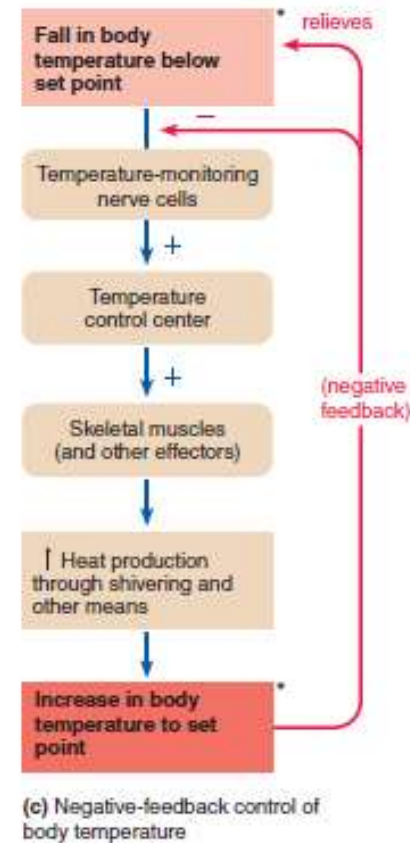 Fall in body
temperature below
set point
*
relieves
–
Temperature-monitoring
nerve cells
+
Temperature
control center
+
(negative
feedback)
Skeletal muscles
(and other effectors)
↑ Heat production
through shivering and
other means
Increase in body
temperature to set
point
*
(c) Negative-feedback control of
body temperature